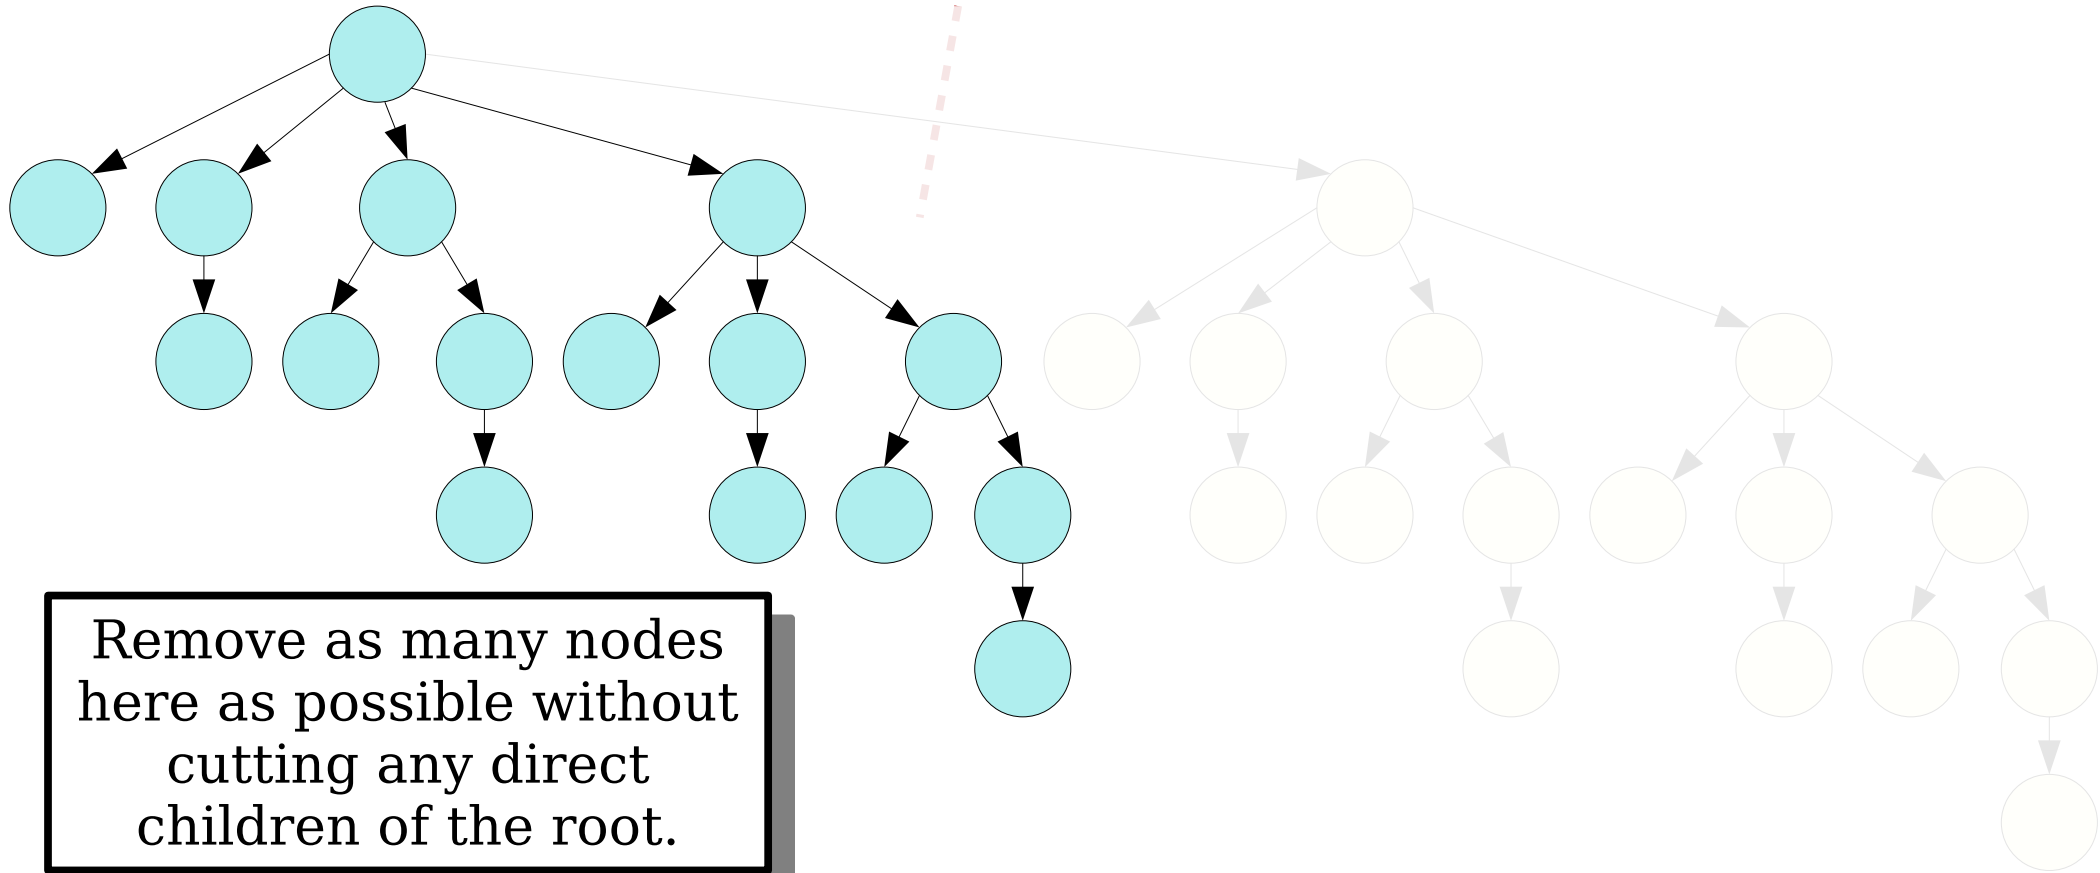 Remove as many nodes
here as possible without
cutting any direct
children of the root.